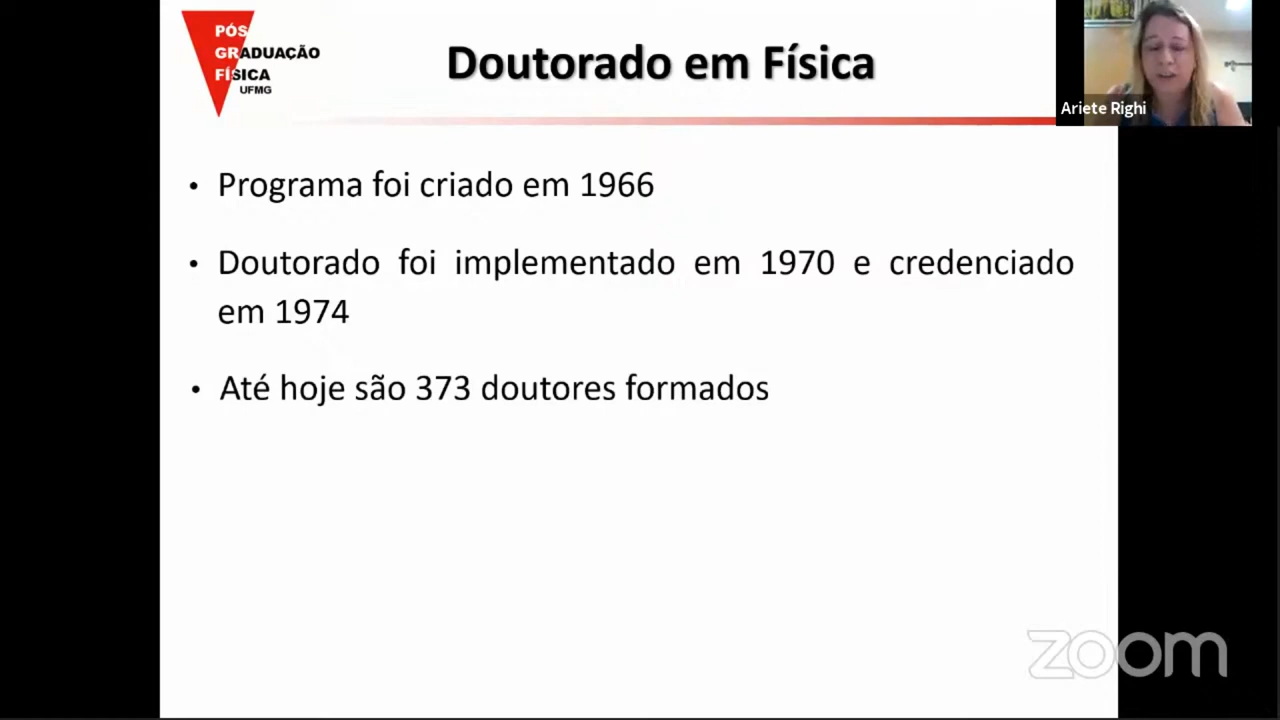 PÓS
GRADUAÇÃO
FÍSICA
UFMG
Doutorado em Física
Ariete Righi
• Programa foi criado em 1966
• Doutorado foi implementado em 1970 e credenciado
em 1974
• Até hoje são 373 doutores formados
zoom